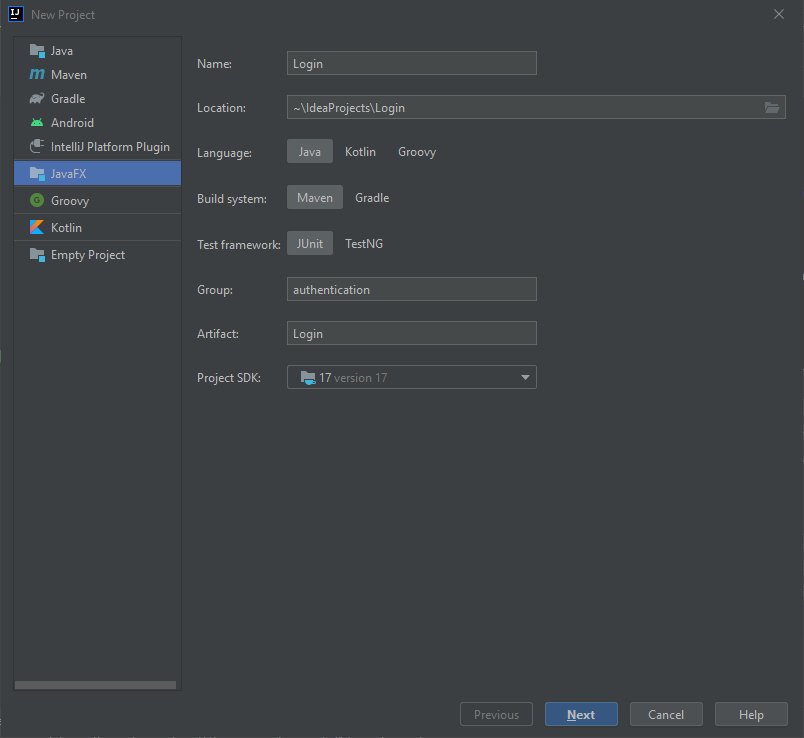 New Project
Java
Maven
Gradle
Android
IntelliJ Platform Plugin
JavaFX
Groovy
Kotlin
Empty Project
Name: Login
Location: ~\IdeaProjects\Login
Language: Java Kotlin Groovy
Build system: Maven Gradle
Test framework: JUnit TestNG
Group: authentication
Artifact: Login
Project SDK: 17 version 17
Previous Next Cancel Help